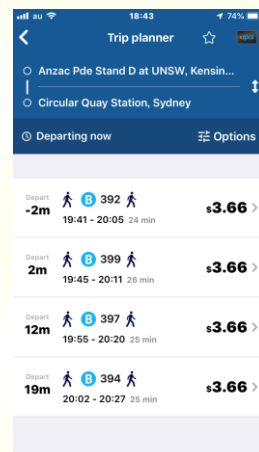 au 18:43 74%
Trip planner opal
Anzac Pde Stand D at UNSW, Kensin...
Circular Quay Station, Sydney
Departing now Options
Depart
-2m
B 392
19:41 - 20:05 24 min
$3.66
Depart
2m
B 399
19:45 - 20:11 26 min
$3.66
Depart
12m
B 397
19:55 - 20:20 25 min
$3.66
Depart
19m
B 394
20:02 - 20:27 25 min
$3.66